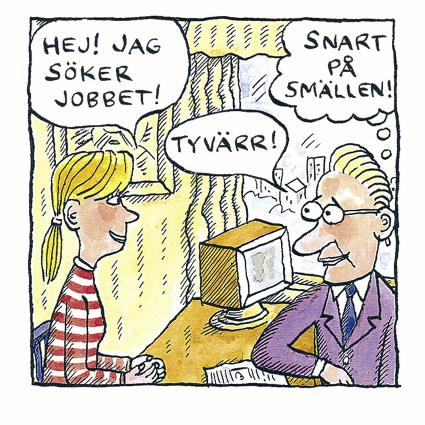 HEJ! JAG
SÖKER
JOBBET!
TYVÄRR!
SNART
PÅ
SMÄLLEN!